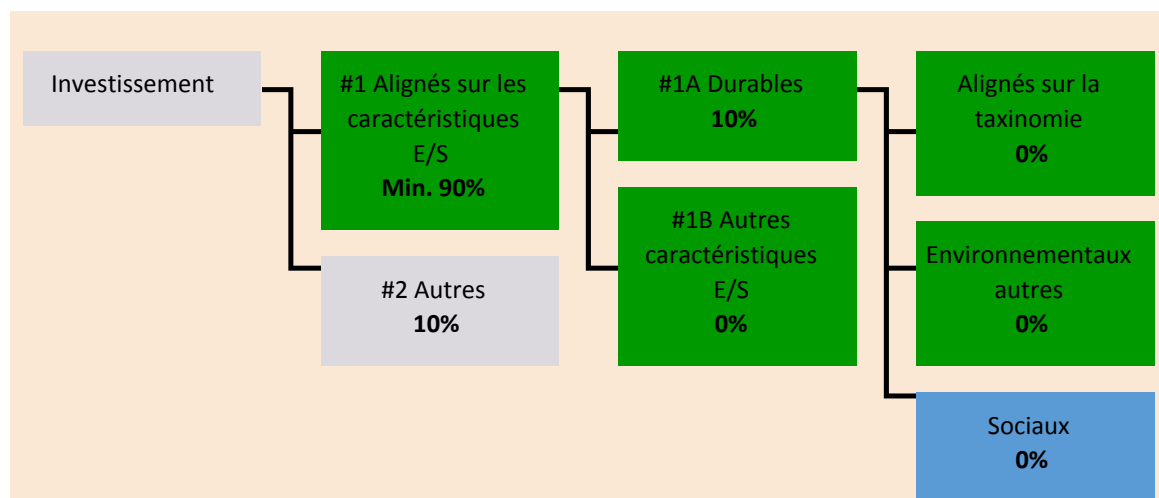 Investissement
#1 Alignés sur les
caractéristiques
E/S
Min. 90%
#2 Autres
10%
#1A Durables
10%
#1B Autres
caractéristiques
E/S
0%
Alignés sur la
taxinomie
0%
Environnementaux
autres
0%
Sociaux
0%